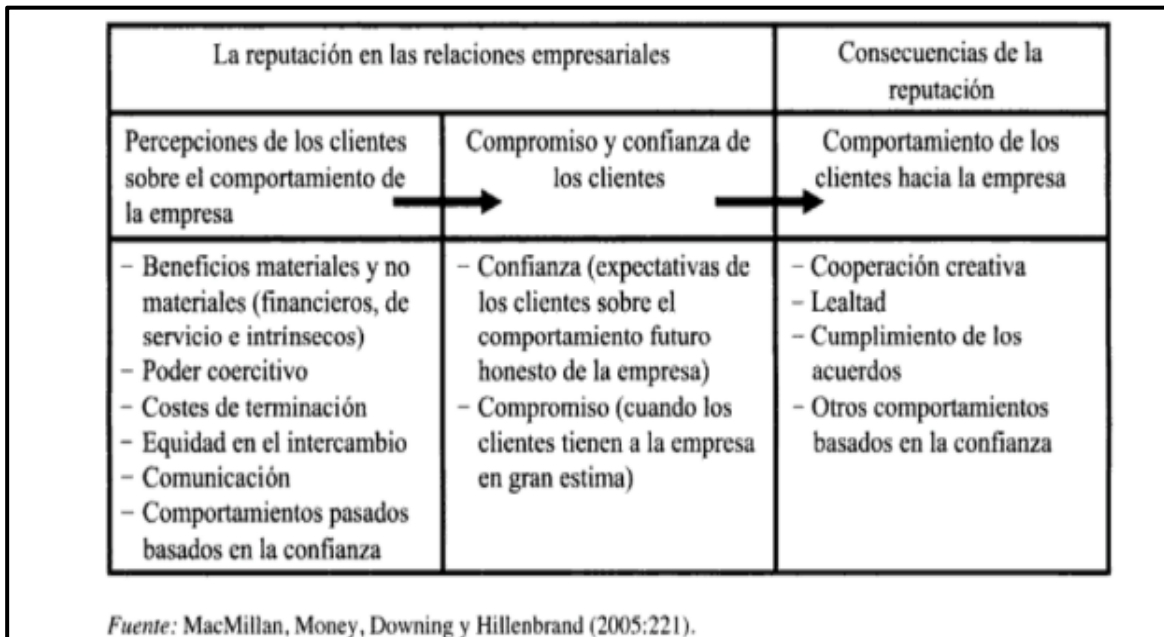 La reputación en las relaciones empresariales
Consecuencias de la
reputación
Percepciones de los clientes
sobre el comportamiento de
la empresa
Compromiso y confianza de
los clientes
Comportamiento de los
clientes hacia la empresa
– Beneficios materiales y no
materiales (financieros, de
servicio e intrínsecos)
– Poder coercitivo
– Costes de terminación
– Equidad en el intercambio
– Comunicación
– Comportamientos pasados
basados en la confianza
– Confianza (expectativas de
los clientes sobre el
comportamiento futuro
honesto de la empresa)
– Compromiso (cuando los
clientes tienen a la empresa
en gran estima)
– Cooperación creativa
– Lealtad
– Cumplimiento de los
acuerdos
– Otros comportamientos
basados en la confianza
Fuente: MacMillan, Money, Downing y Hillenbrand (2005:221).